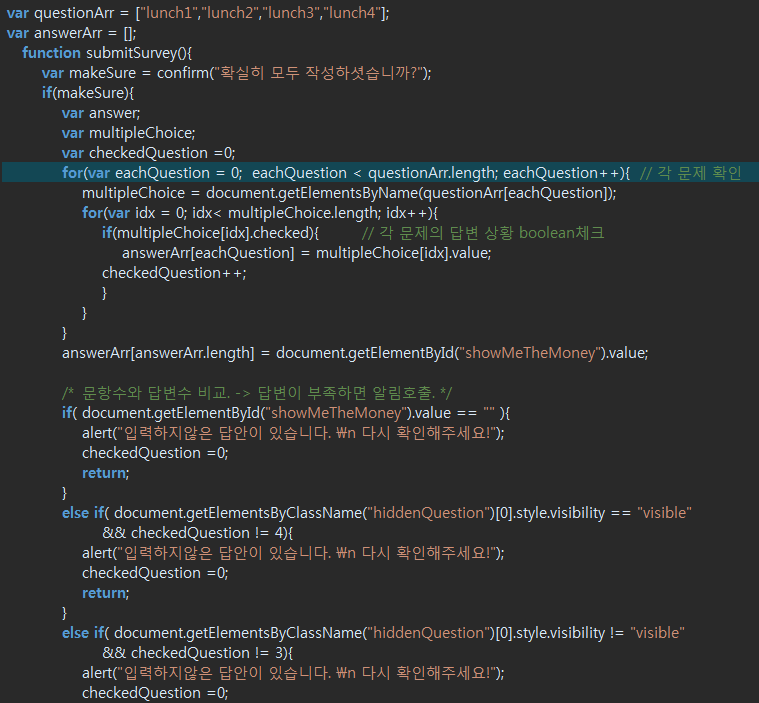 var questionArr = ["lunch1","lunch2","lunch3","lunch4"];
var answerArr = [];
function submitSurvey(){
var makeSure = confirm("확실히 모두 작성하셧습니까?");
if(makeSure){
var answer;
var multipleChoice;
var checkedQuestion =0;
for(var eachQuestion = 0;  eachQuestion < questionArr.length; eachQuestion++){  // 각 문제 확인
multipleChoice = document.getElementsByName(questionArr[eachQuestion]);
for(var idx = 0; idx< multipleChoice.length; idx++){
if(multipleChoice[idx].checked){        // 각 문제의 답변 상황 boolean체크
answerArr[eachQuestion] = multipleChoice[idx].value;
checkedQuestion++;
}
}
}
answerArr[answerArr.length] = document.getElementById("showMeTheMoney").value;
/* 문항수와 답변수 비교. -> 답변이 부족하면 알림호출. */
if( document.getElementById("showMeTheMoney").value == "" ){
alert("입력하지않은 답안이 있습니다. ₩n 다시 확인해주세요!");
checkedQuestion =0;
return;
}
else if( document.getElementsByClassName("hiddenQuestion")[0].style.visibility == "visible"
&& checkedQuestion != 4){
alert("입력하지않은 답안이 있습니다. ₩n 다시 확인해주세요!");
checkedQuestion =0;
return;
}
else if( document.getElementsByClassName("hiddenQuestion")[0].style.visibility != "visible"
&& checkedQuestion != 3){
alert("입력하지않은 답안이 있습니다. ₩n 다시 확인해주세요!");
checkedQuestion =0;